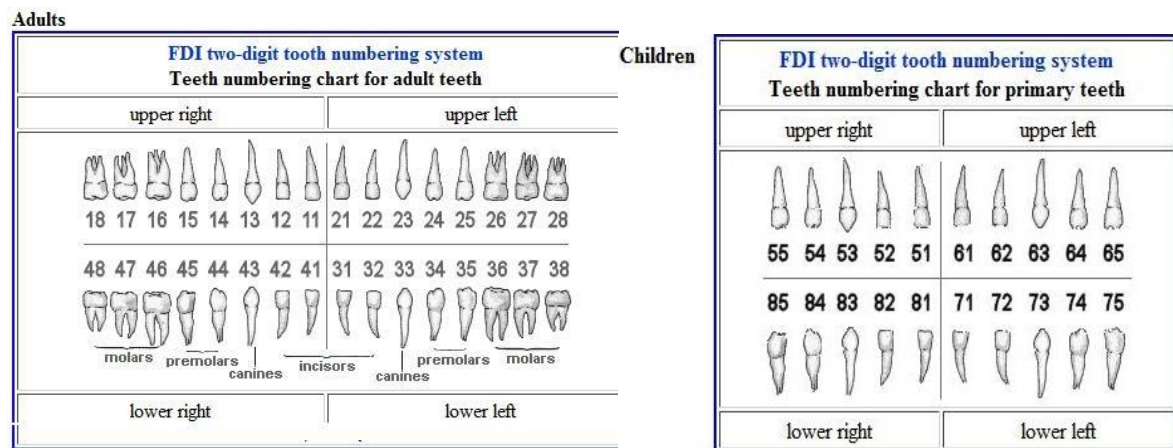 Adults
FDI two-digit tooth numbering system
Teeth numbering chart for adult teeth
upper right upper left
18 17 16 15 14 13 12 11 21 22 23 24 25 26 27 28
48 47 46 45 44 43 42 41 31 32 33 34 35 36 37 38
molars premolars canines incisors canines premolars molars
lower right lower left
Children
FDI two-digit tooth numbering system
Teeth numbering chart for primary teeth
upper right upper left
55 54 53 52 51 61 62 63 64 65
85 84 83 82 81 71 72 73 74 75
lower right lower left